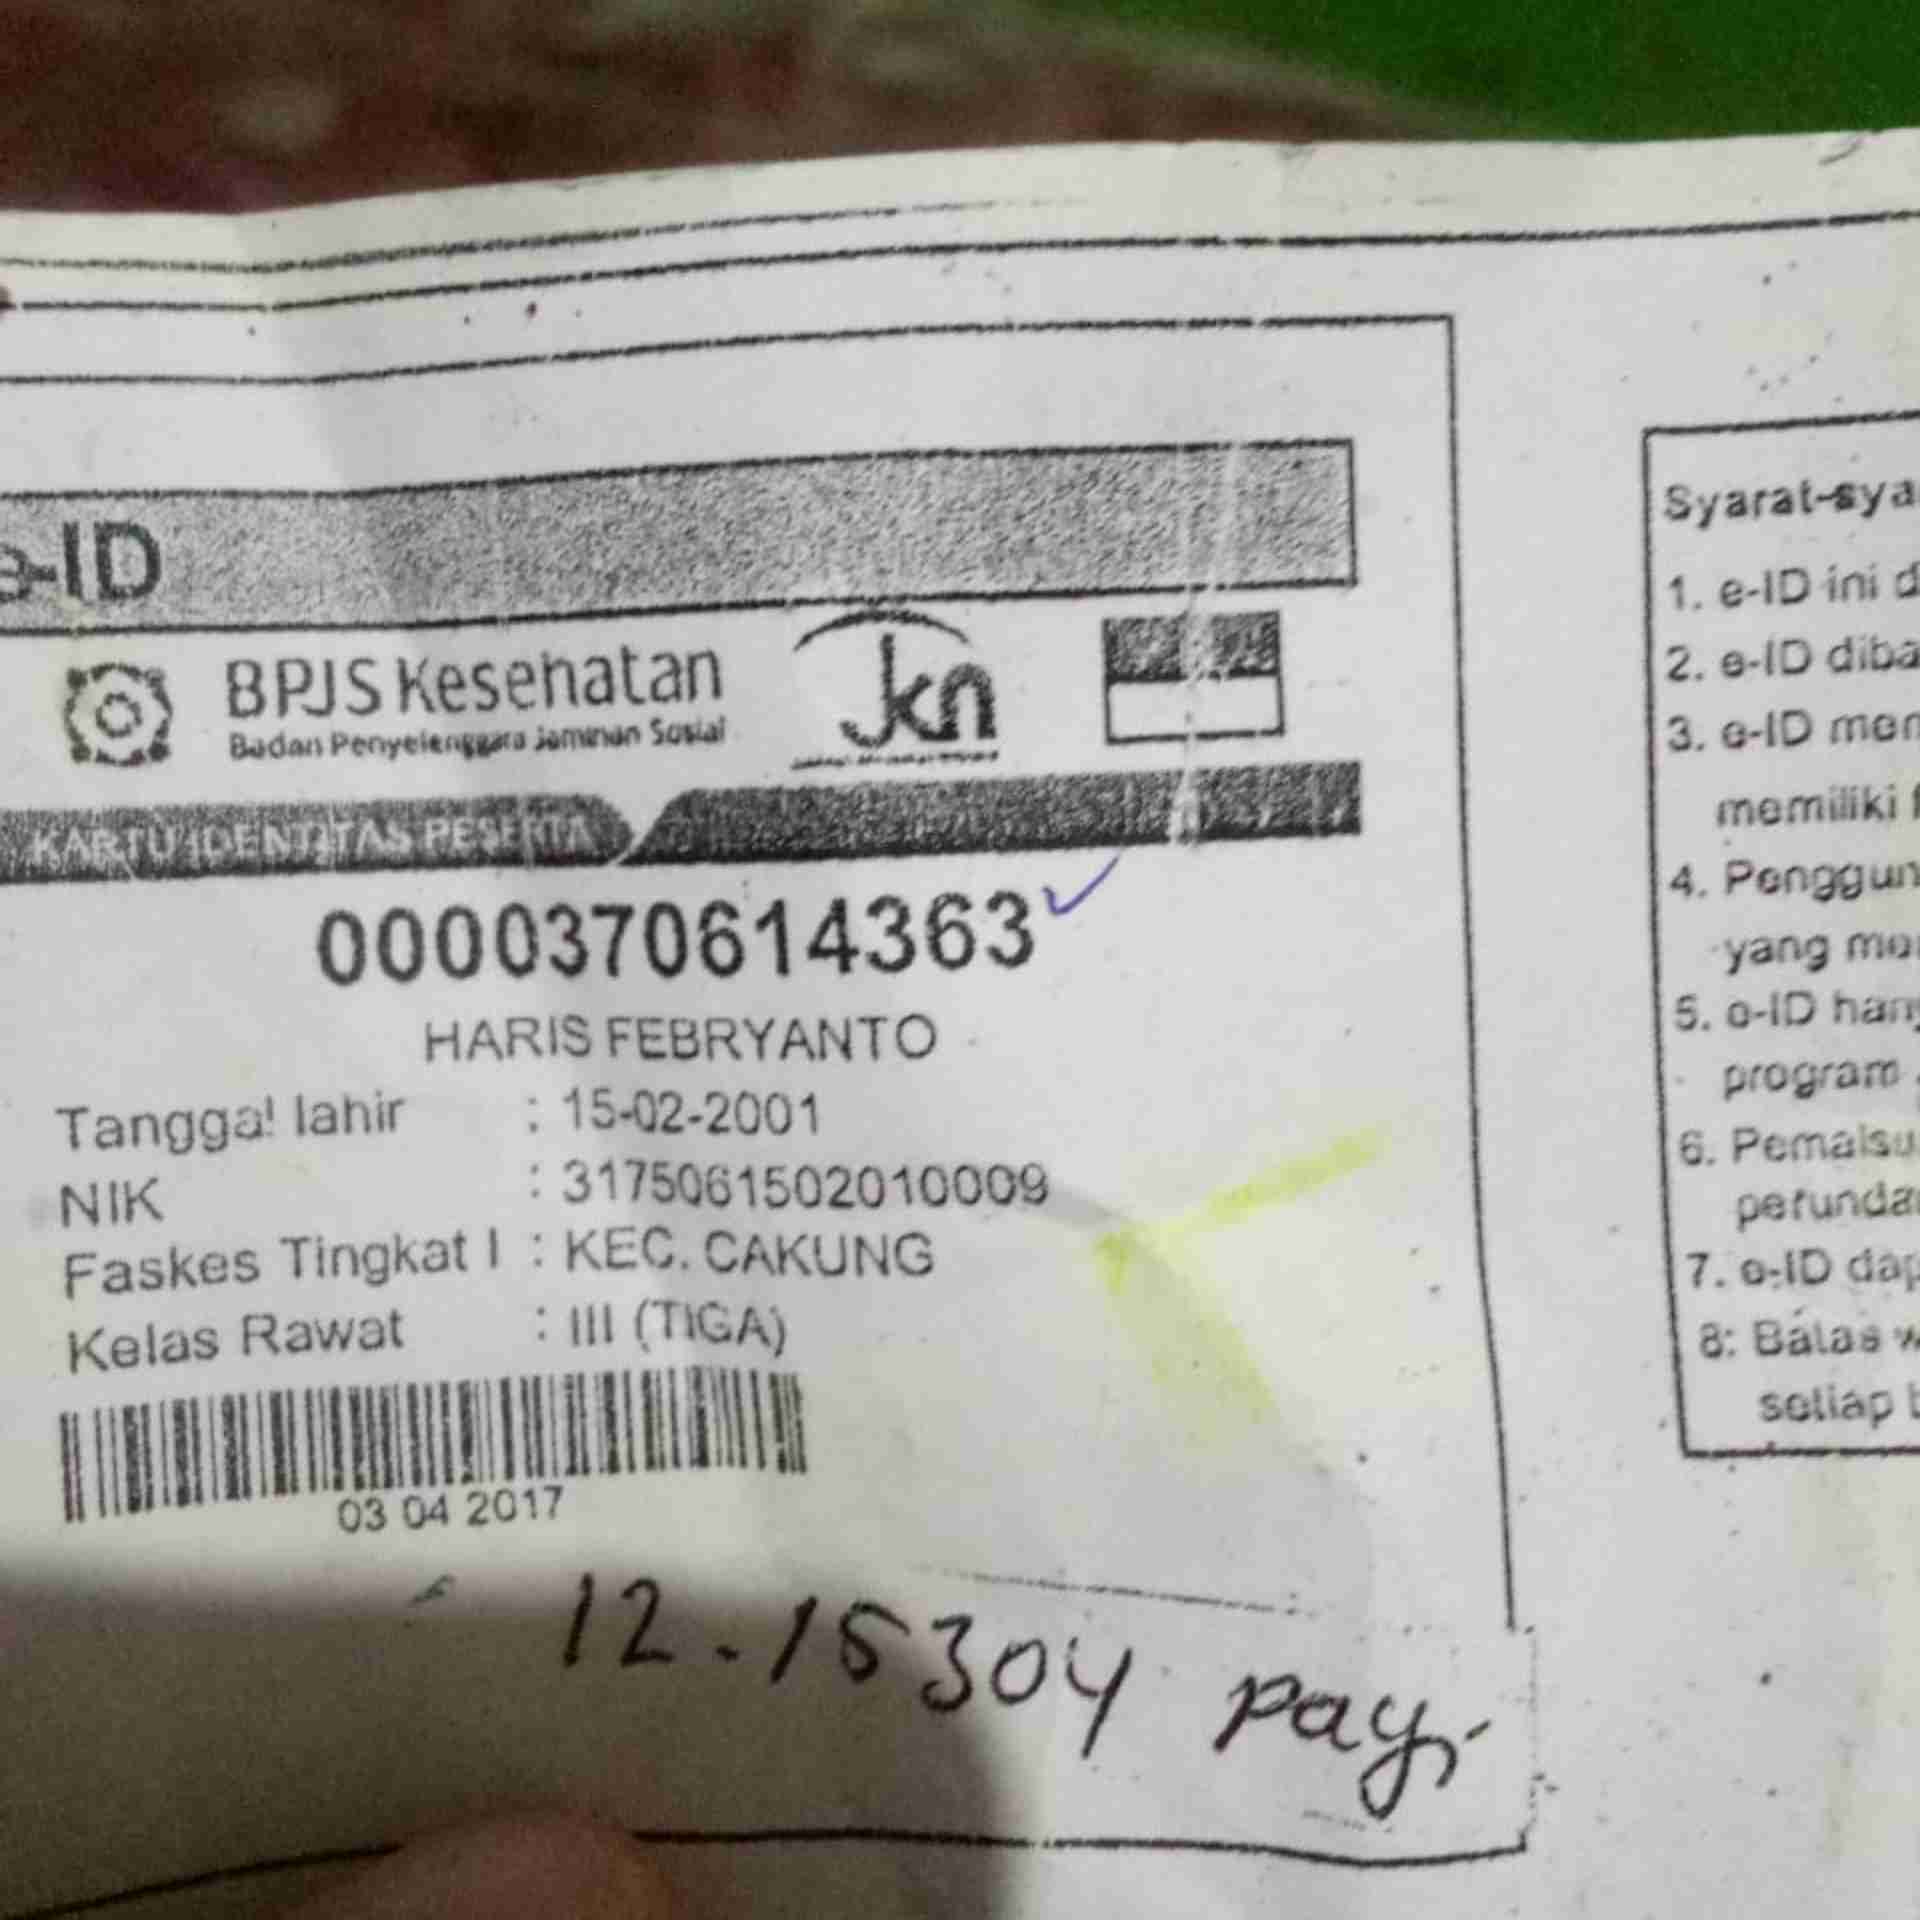 e-ID
BPJS Kesehatan
Badan Penyelenggara Jaminan Sosial
jkn
KARTU IDENTITAS PESERTA
0000370614363
HARIS FEBRYANTO
Tanggal lahir : 15-02-2001
NIK : 3175061502010009
Faskes Tingkat I : KEC. CAKUNG
Kelas Rawat : III (TIGA)
03 04 2017
12.15304 pay,
Syarat-sya
1. e-ID ini d
2. e-ID diba
3. e-ID men
memiliki f
4. Penggun
yang me
5. e-ID hany
program
6. Pemalsu
perunda
7. e-ID dap
8. Batas w
setiap b